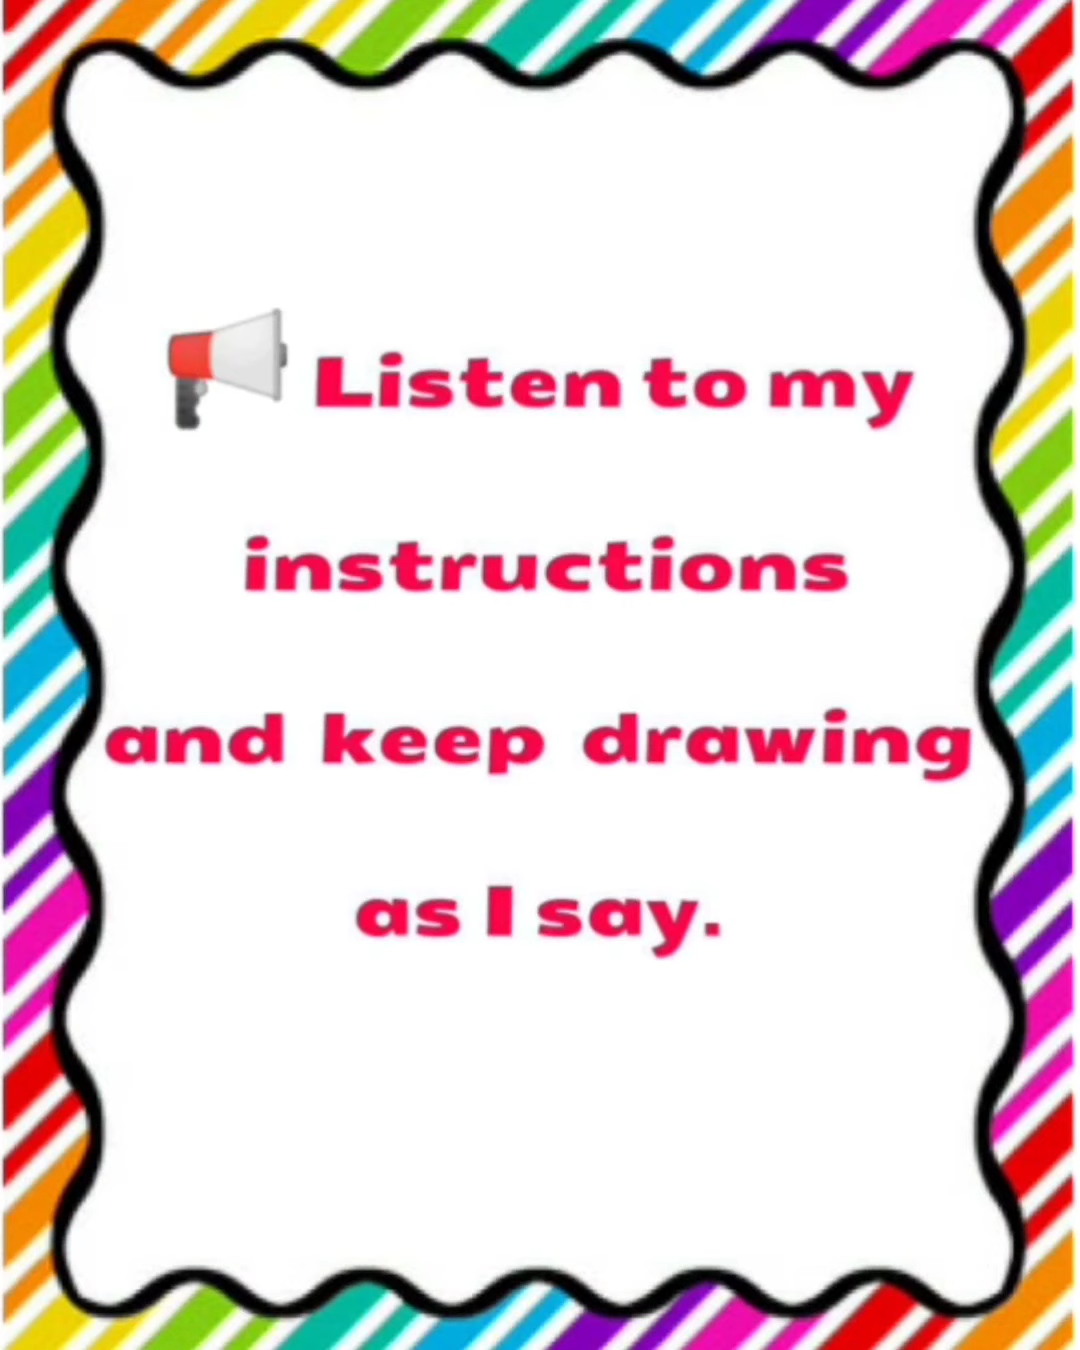 Listen to my
instructions
and keep drawing
as I say.